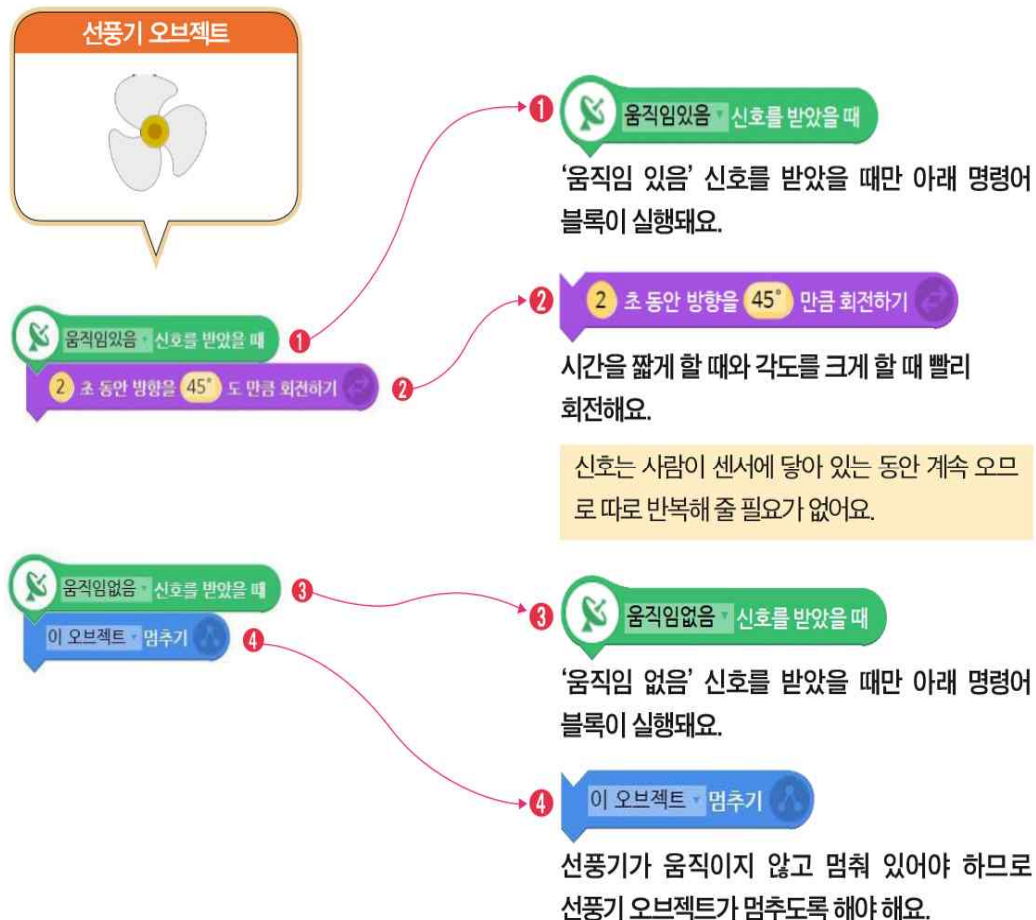 선풍기 오브젝트
움직임있음 신호를 받았을 때 ❶
2 초 동안 방향을 45° 도 만큼 회전하기 ❷
❶ 움직임있음 신호를 받았을 때
‘움직임 있음’ 신호를 받았을 때만 아래 명령어
블록이 실행돼요.
❷ 2 초 동안 방향을 45° 만큼 회전하기
시간을 짧게 할 때와 각도를 크게 할 때 빨리
회전해요.
신호는 사람이 센서에 닿아 있는 동안 계속 오므
로 따로 반복해 줄 필요가 없어요.
움직임없음 신호를 받았을 때 ❸
이 오브젝트 멈추기 ❹
❸ 움직임없음 신호를 받았을 때
‘움직임 없음’ 신호를 받았을 때만 아래 명령어
블록이 실행돼요.
❹ 이 오브젝트 멈추기
선풍기가 움직이지 않고 멈춰 있어야 하므로
선풍기 오브젝트가 멈추도록 해야 해요.